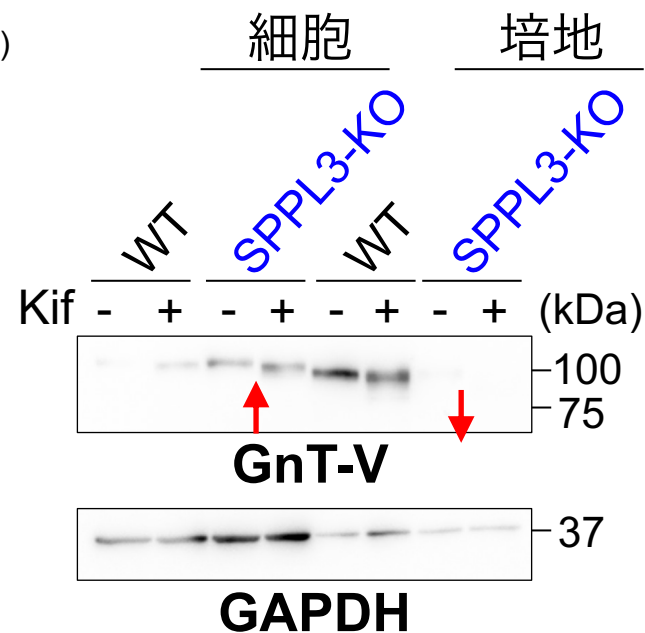 )
細胞 培地
WT SPPL3-KO WT SPPL3-KO
Kif - + - + - + - + (kDa)
100
75
GnT-V
37
GAPDH